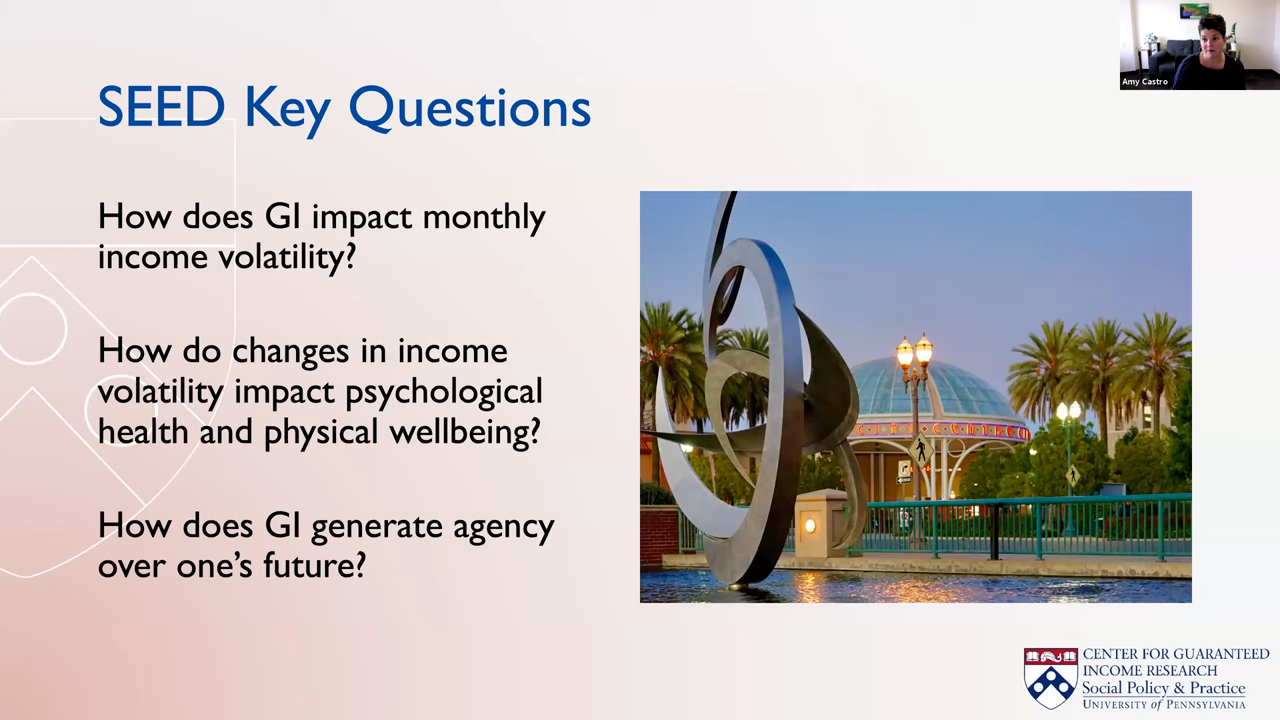 Amy Castro
SEED Key Questions
How does GI impact monthly
income volatility?
How do changes in income
volatility impact psychological
health and physical wellbeing?
How does GI generate agency
over one’s future?
CENTER FOR GUARANTEED
INCOME RESEARCH
Social Policy & Practice
UNIVERSITY of PENNSYLVANIA